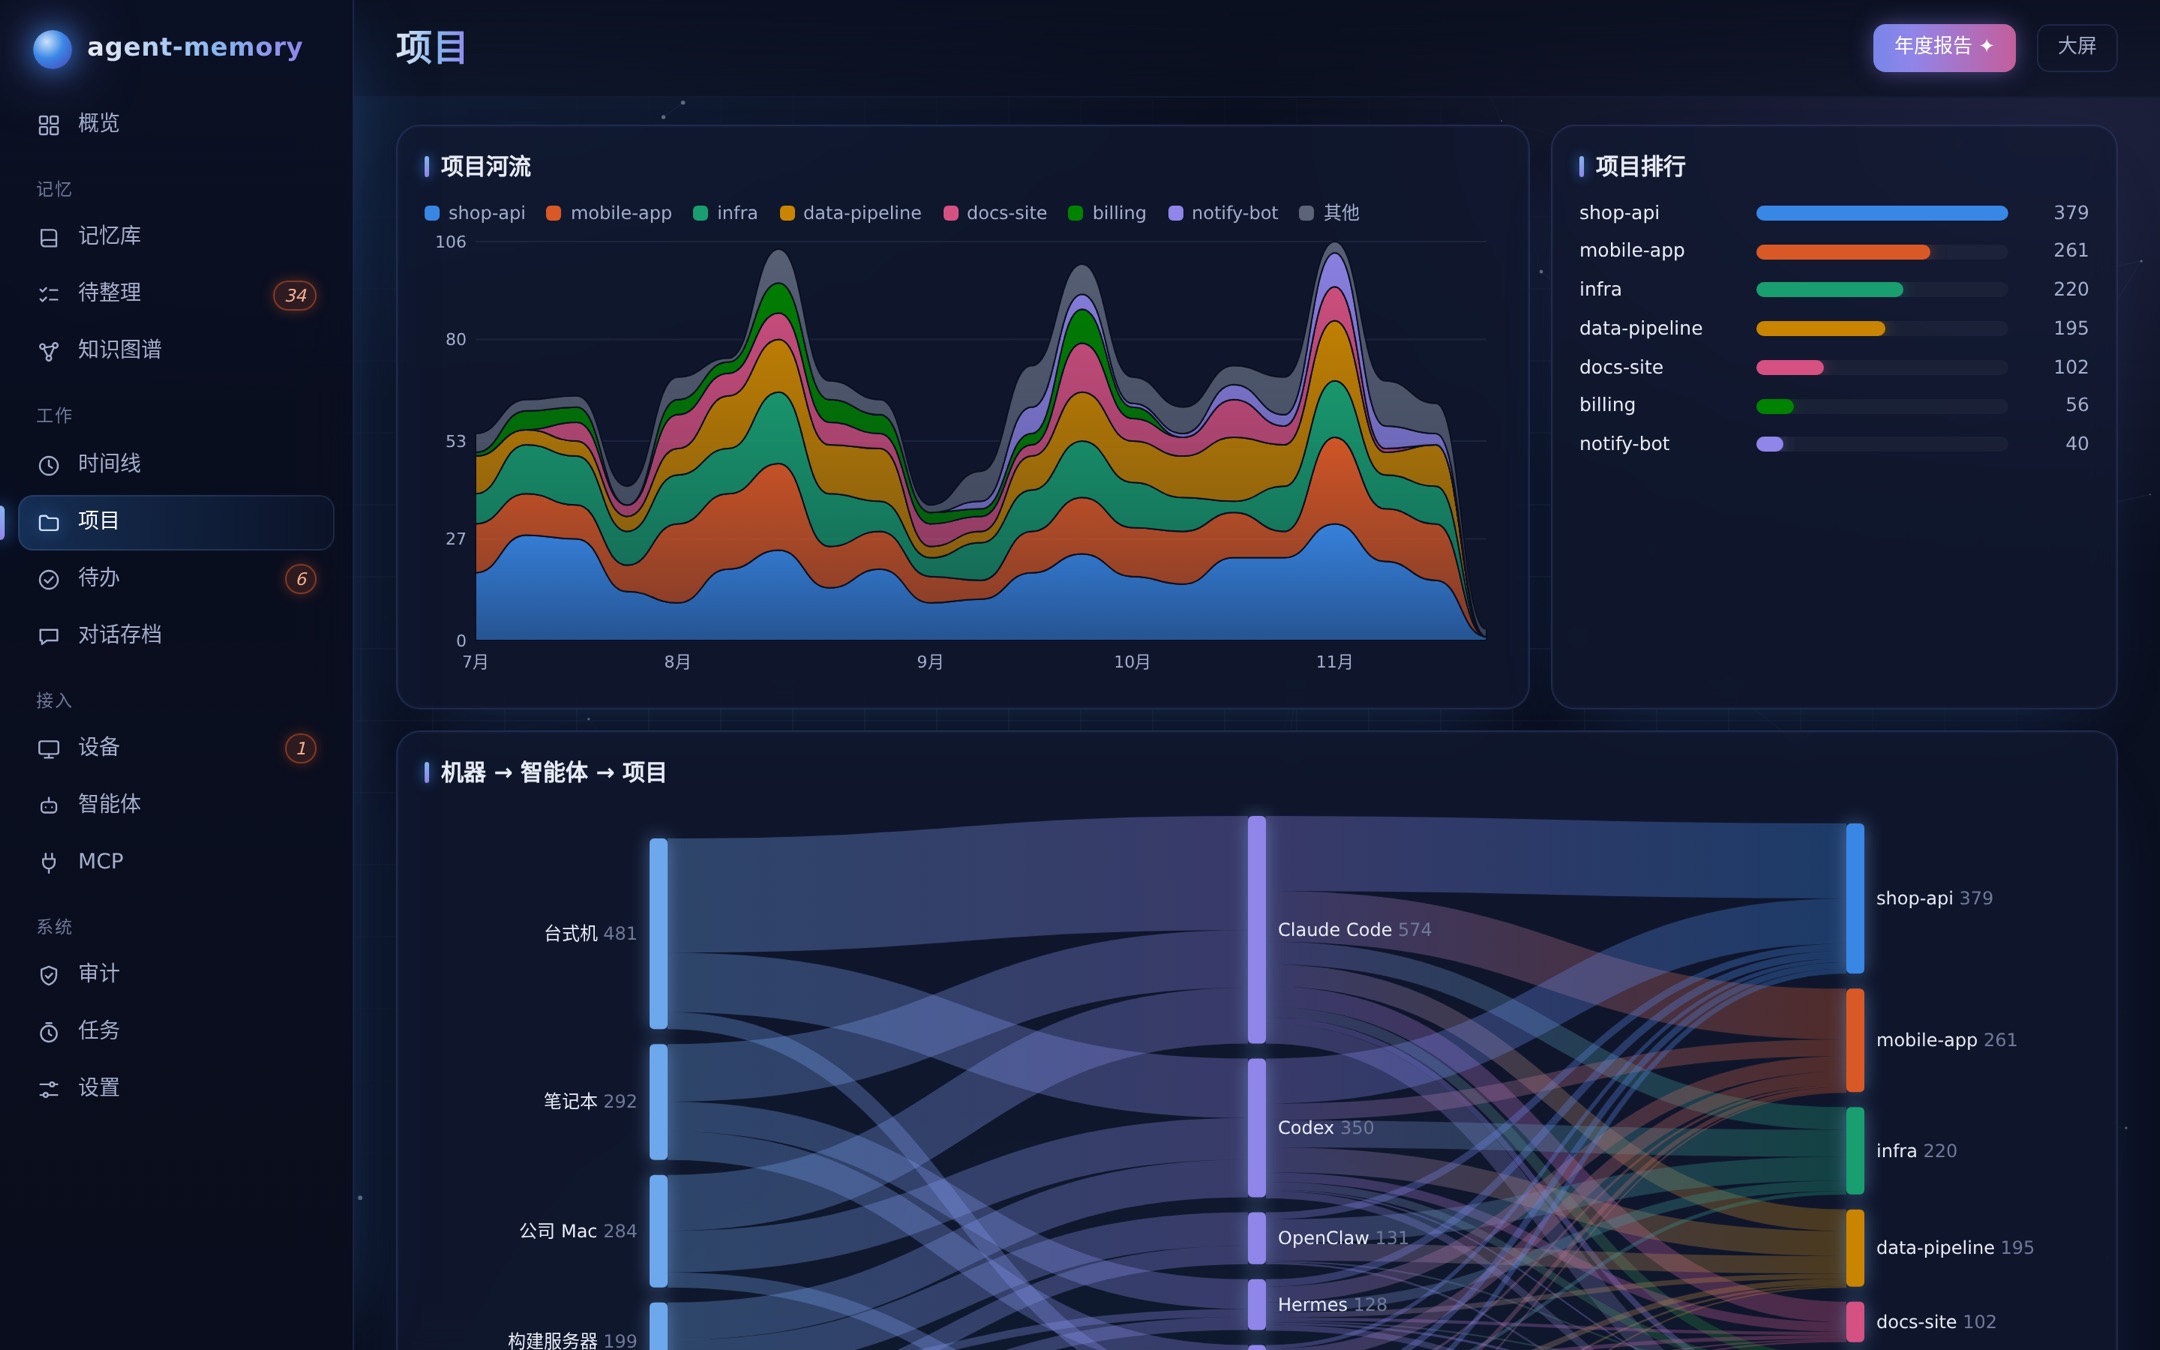 agent-memory
概览
记忆
记忆库
待整理 34
知识图谱
工作
时间线
项目
待办 6
对话存档
接入
设备 1
智能体
MCP
系统
审计
任务
设置
项目
年度报告 ✦
大屏
项目河流
shop-api mobile-app infra data-pipeline docs-site billing notify-bot 其他
106
80
53
27
0
7月 8月 9月 10月 11月
项目排行
shop-api 379
mobile-app 261
infra 220
data-pipeline 195
docs-site 102
billing 56
notify-bot 40
机器 → 智能体 → 项目
台式机 481
笔记本 292
公司 Mac 284
构建服务器 199
Claude Code 574
Codex 350
OpenClaw 131
Hermes 128
shop-api 379
mobile-app 261
infra 220
data-pipeline 195
docs-site 102